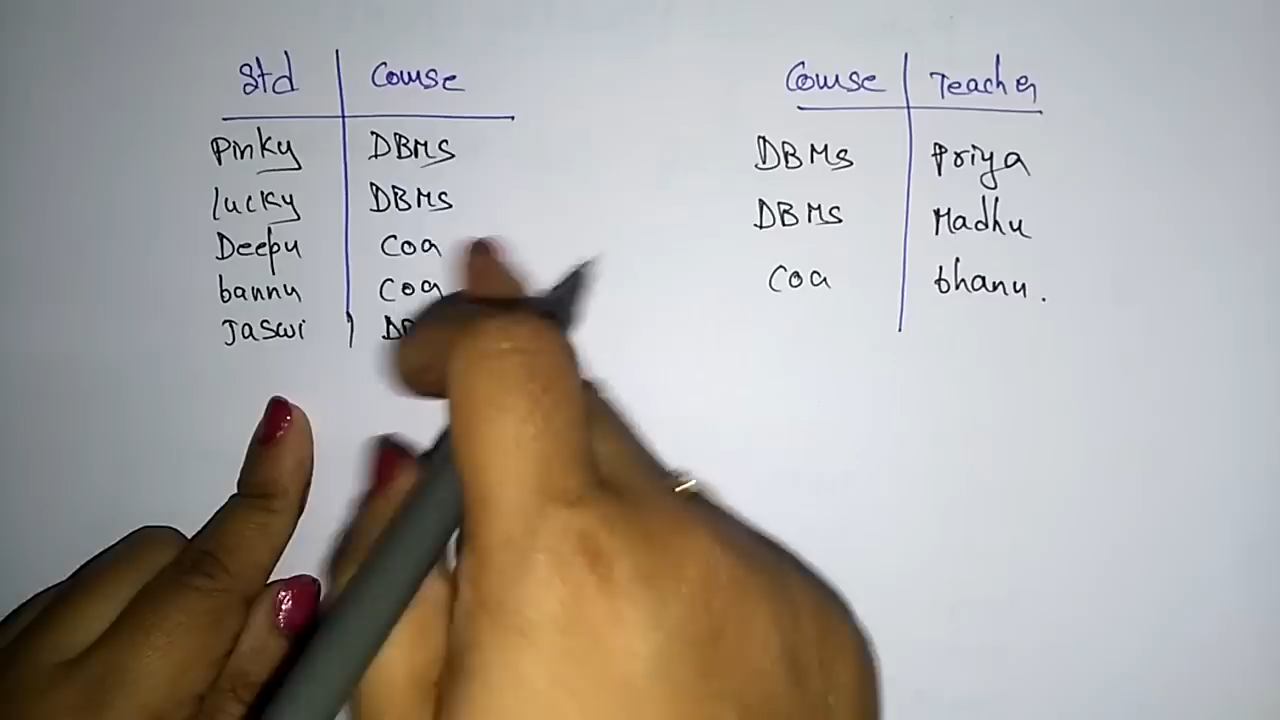 Std Course
Pinky DBMS
lucky DBMS
Deepu Coa
bannu Coa
Jaswi
Course Teacher
DBMS Priya
DBMS Madhu
Coa bhanu.